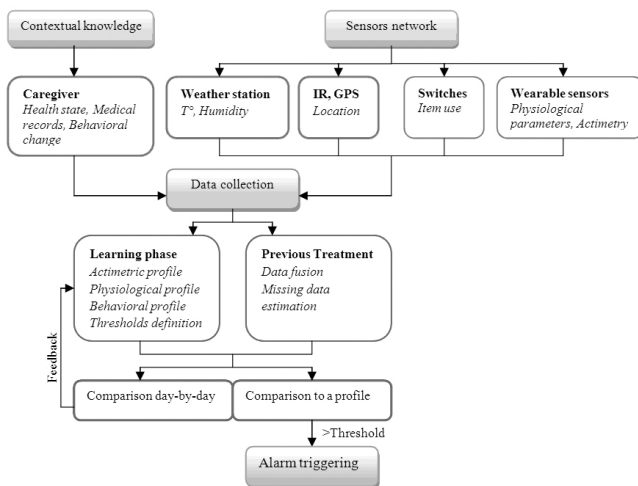 Contextual knowledge
Sensors network
Caregiver
Health state, Medical
records, Behavioral
change
Weather station
T°, Humidity
IR, GPS
Location
Switches
Item use
Wearable sensors
Physiological
parameters, Actimetry
Data collection
Learning phase
Actimetric profile
Physiological profile
Behavioral profile
Thresholds definition
Previous Treatment
Data fusion
Missing data
estimation
Feedback
Comparison day-by-day
Comparison to a profile
>Threshold
Alarm triggering